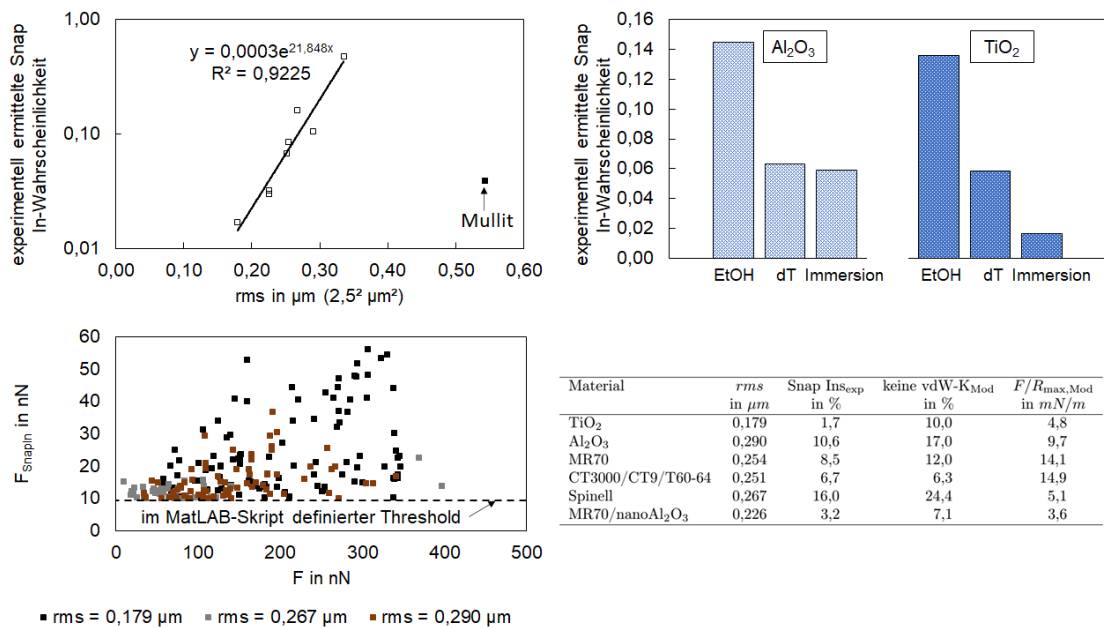 experimentell ermittelte Snap
In-Wahrscheinlichkeit
1,00
0,10
0,01
y = 0,0003e^21,848x
R² = 0,9225
Mullit
0,00 0,10 0,20 0,30 0,40 0,50 0,60
rms in µm (2,5² µm²)
experimentell ermittelte Snap
In-Wahrscheinlichkeit
0,16
0,14
0,12
0,10
0,08
0,06
0,04
0,02
0,00
Al₂O₃
TiO₂
EtOH dT Immersion EtOH dT Immersion
F_SnapIn in nN
60
50
40
30
20
10
0
im MatLAB-Skript definierter Threshold
0 100 200 300 400 500
F in nN
rms = 0,179 µm rms = 0,267 µm rms = 0,290 µm
Material rms Snap Ins_exp keine vdW-K_Mod F/R_max,Mod
in µm in % in % in mN/m
TiO₂ 0,179 1,7 10,0 4,8
Al₂O₃ 0,290 10,6 17,0 9,7
MR70 0,254 8,5 12,0 14,1
CT3000/CT9/T60-64 0,251 6,7 6,3 14,9
Spinell 0,267 16,0 24,4 5,1
MR70/nanoAl₂O₃ 0,226 3,2 7,1 3,6